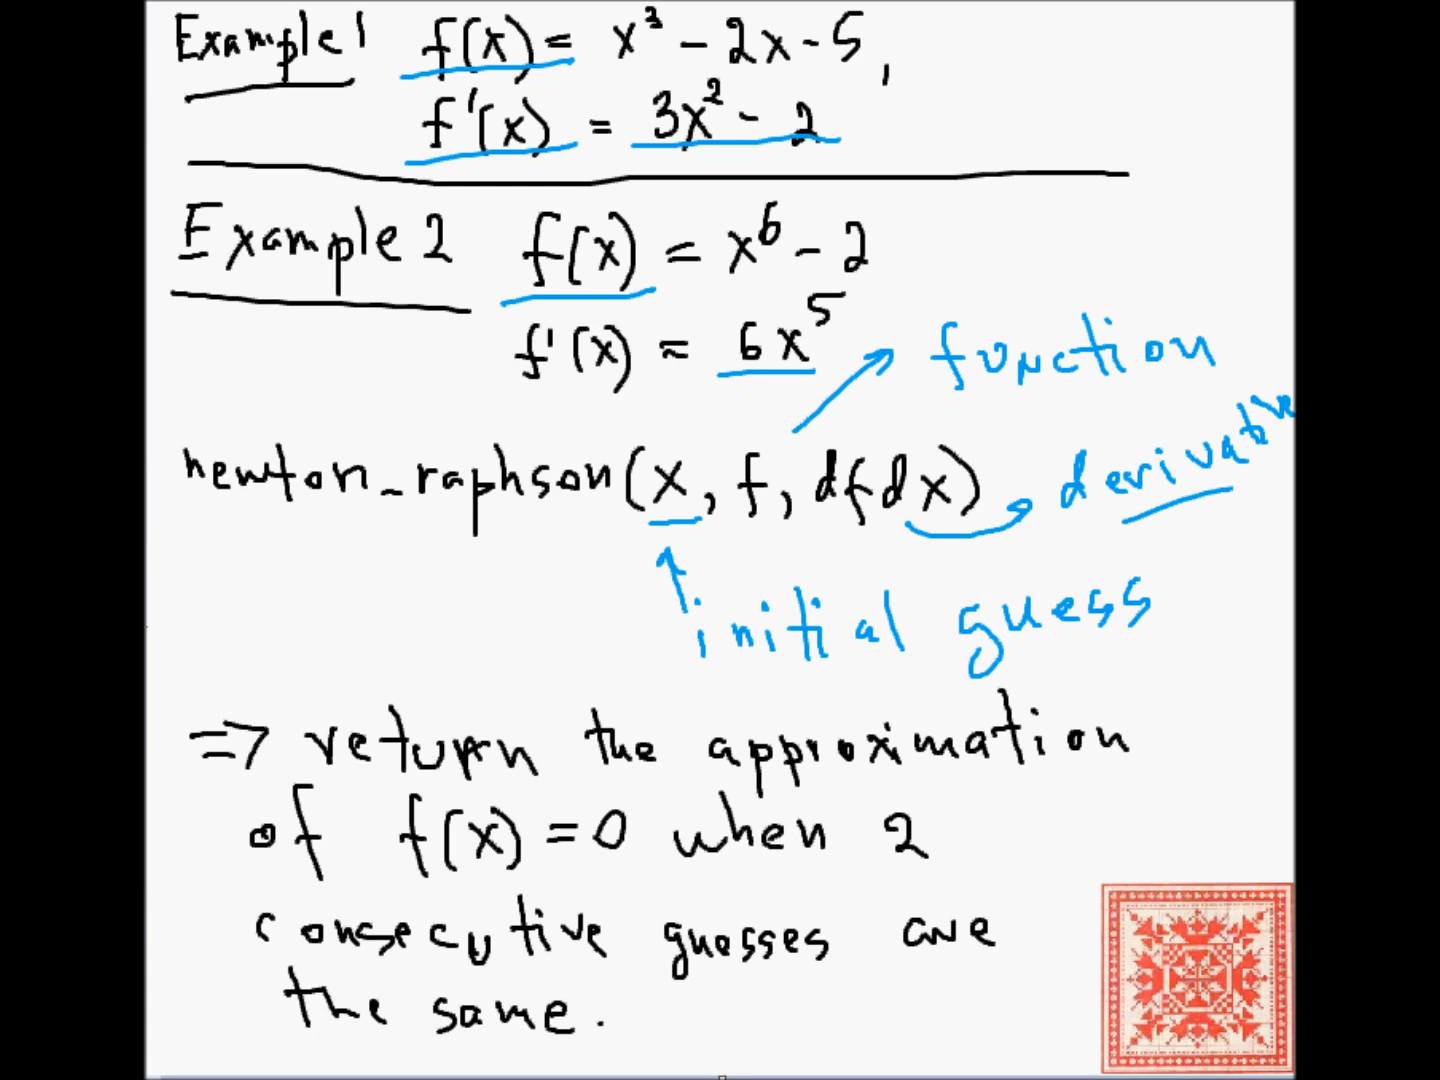 Example 1 f(x) = x³ - 2x - 5,
f'(x) = 3x² - 2
Example 2 f(x) = x⁶ - 2
f'(x) = 6x⁵
function
newton_raphson(x, f, dfdx) derivative
initial guess
=> return the approximation
of f(x) = 0 when 2
consecutive guesses are
the same.